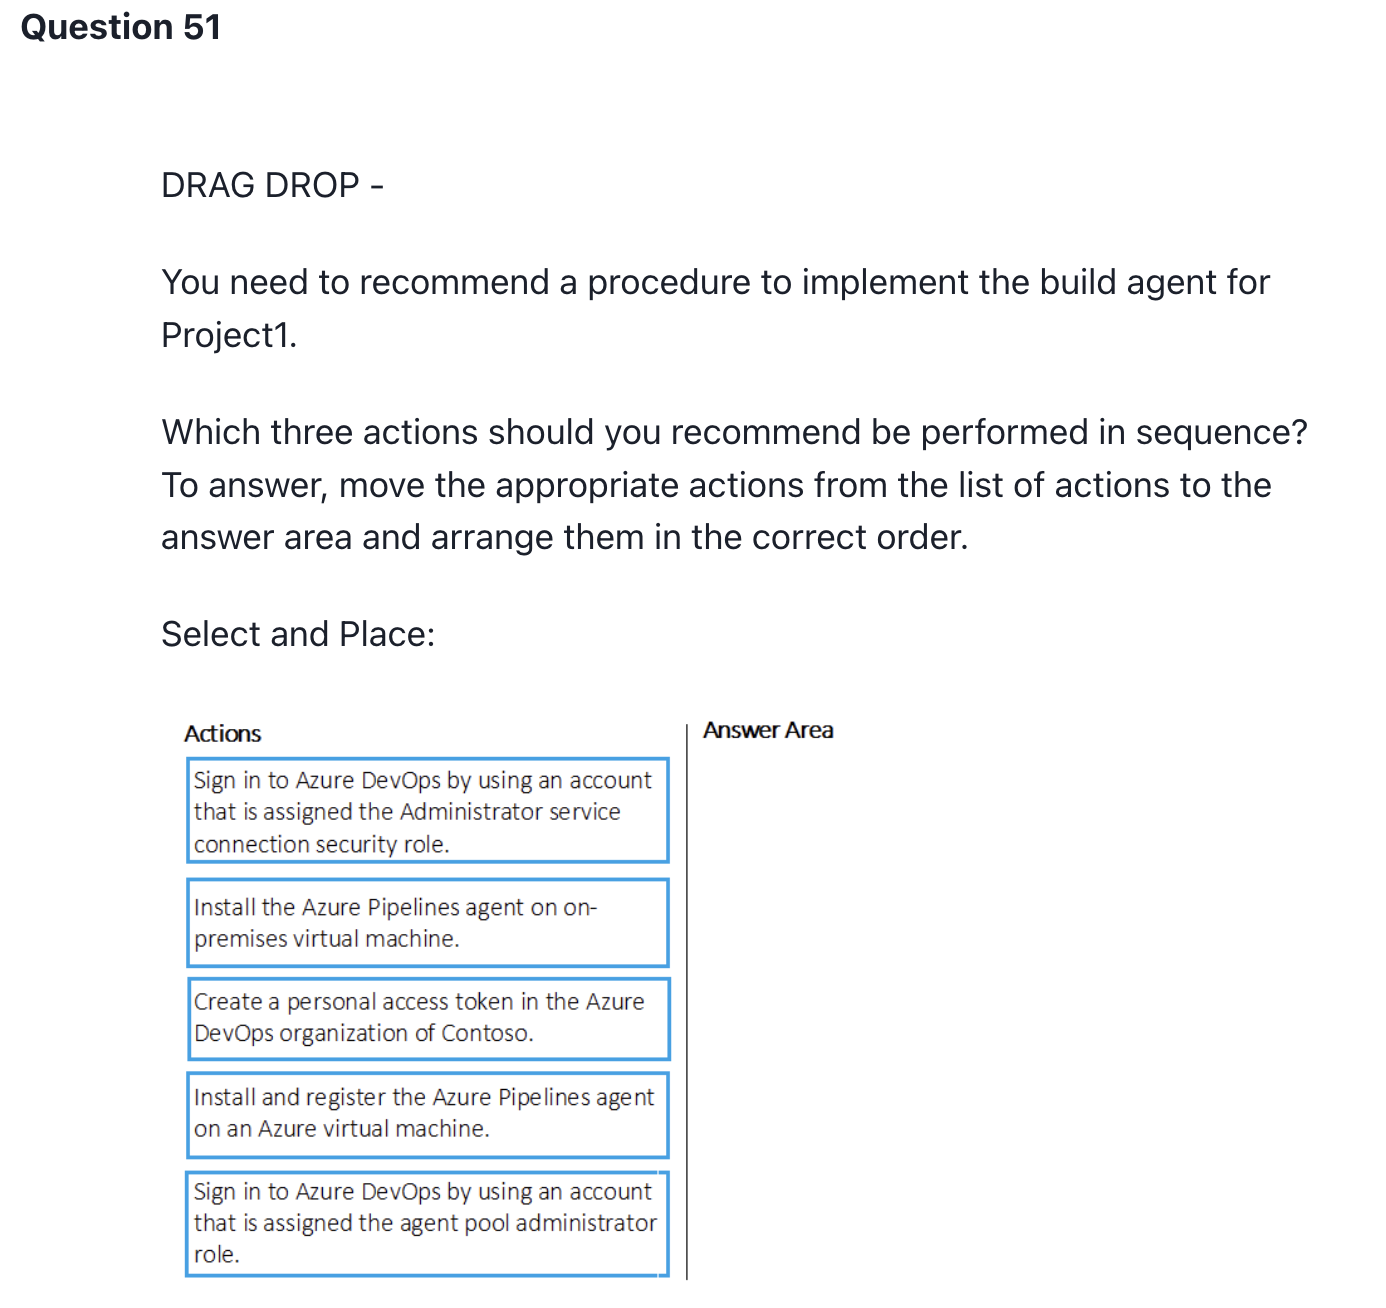 Question 51
DRAG DROP -
You need to recommend a procedure to implement the build agent for
Project1.
Which three actions should you recommend be performed in sequence?
To answer, move the appropriate actions from the list of actions to the
answer area and arrange them in the correct order.
Select and Place:
Actions
Sign in to Azure DevOps by using an account
that is assigned the Administrator service
connection security role.
Install the Azure Pipelines agent on on-
premises virtual machine.
Create a personal access token in the Azure
DevOps organization of Contoso.
Install and register the Azure Pipelines agent
on an Azure virtual machine.
Sign in to Azure DevOps by using an account
that is assigned the agent pool administrator
role.
Answer Area